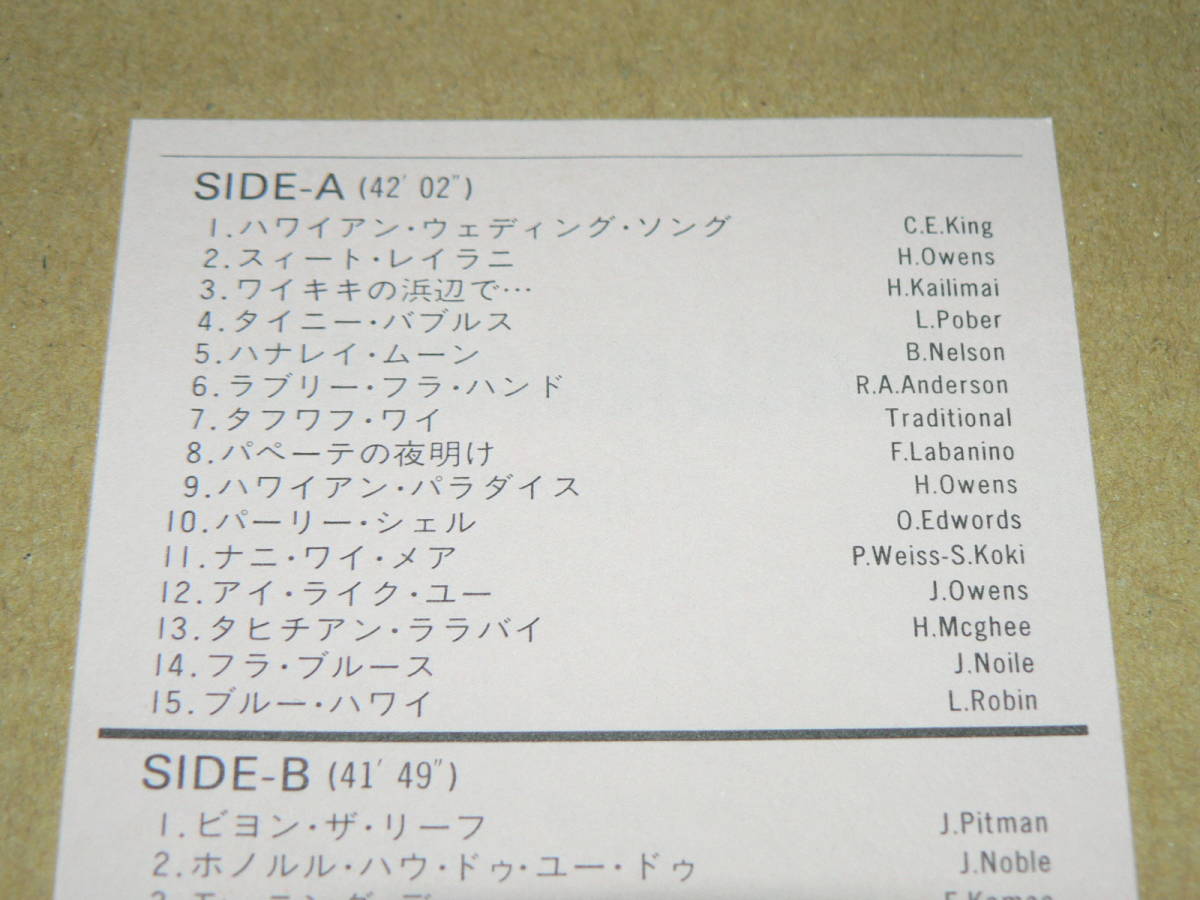 SIDE-A (42′ 02″)
1.ハワイアン・ウェディング・ソング C.E.King
2.スィート・レイラニ H.Owens
3.ワイキキの浜辺で… H.Kailimai
4.タイニー・バブルス L.Pober
5.ハナレイ・ムーン B.Nelson
6.ラブリー・フラ・ハンド R.A.Anderson
7.タフワフ・ワイ Traditional
8.パペーテの夜明け F.Labanino
9.ハワイアン・パラダイス H.Owens
10.パーリー・シェル O.Edwords
11.ナニ・ワイ・メア P.Weiss-S.Koki
12.アイ・ライク・ユー J.Owens
13.タヒチアン・ララバイ H.Mcghee
14.フラ・ブルース J.Noile
15.ブルー・ハワイ L.Robin
SIDE-B (41′ 49″)
1.ビヨン・ザ・リーフ J.Pitman
2.ホノルル・ハウ・ドゥ・ユー・ドゥ J.Noble